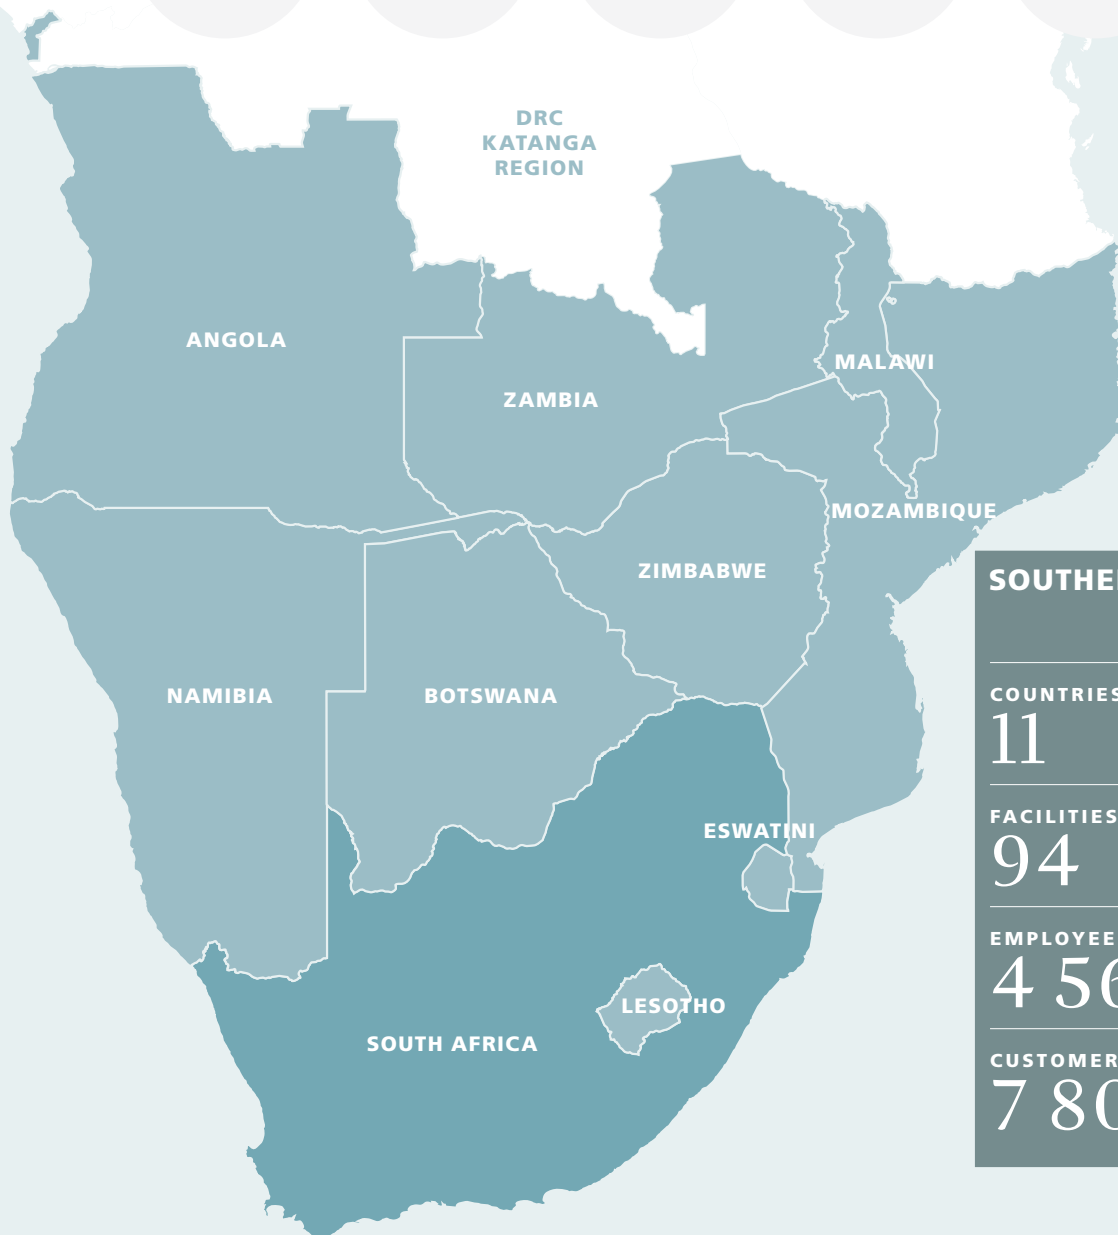 DRC
KATANGA
REGION
ANGOLA
ZAMBIA
MALAWI
MOZAMBIQUE
ZIMBABWE
NAMIBIA
BOTSWANA
ESWATINI
LESOTHO
SOUTH AFRICA
COUNTRIES
11
FACILITIES
94